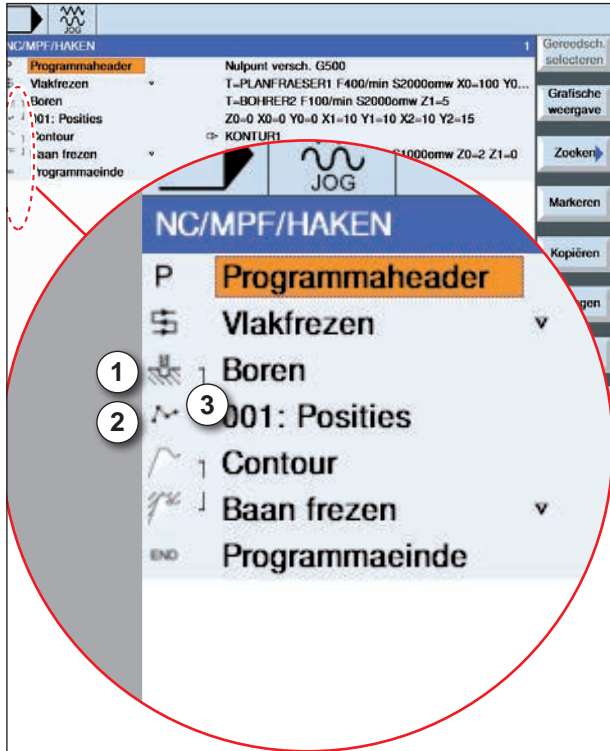 JOG
NC/MPF/HAKEN 1
P Programmaheader Nulpunt versch. G500
Vlakfrezen v T=PLANFRAESER1 F400/min S2000omw X0=100 Y0...
Boren T=BOHRER2 F100/min S2000omw Z1=5
001: Posities Z0=0 X0=0 Y0=0 X1=10 Y1=10 X2=10 Y2=15
Contour KONTUR1
Baan frezen v S1000omw Z0=2 Z1=0
Programmaeinde
Gereedsch. selecteren
Grafische weergave
Zoeken
Markeren
Kopiëren
gen
JOG
NC/MPF/HAKEN
P Programmaheader
Vlakfrezen v
1 Boren
2 3 001: Posities
Contour
Baan frezen v
END Programmaeinde